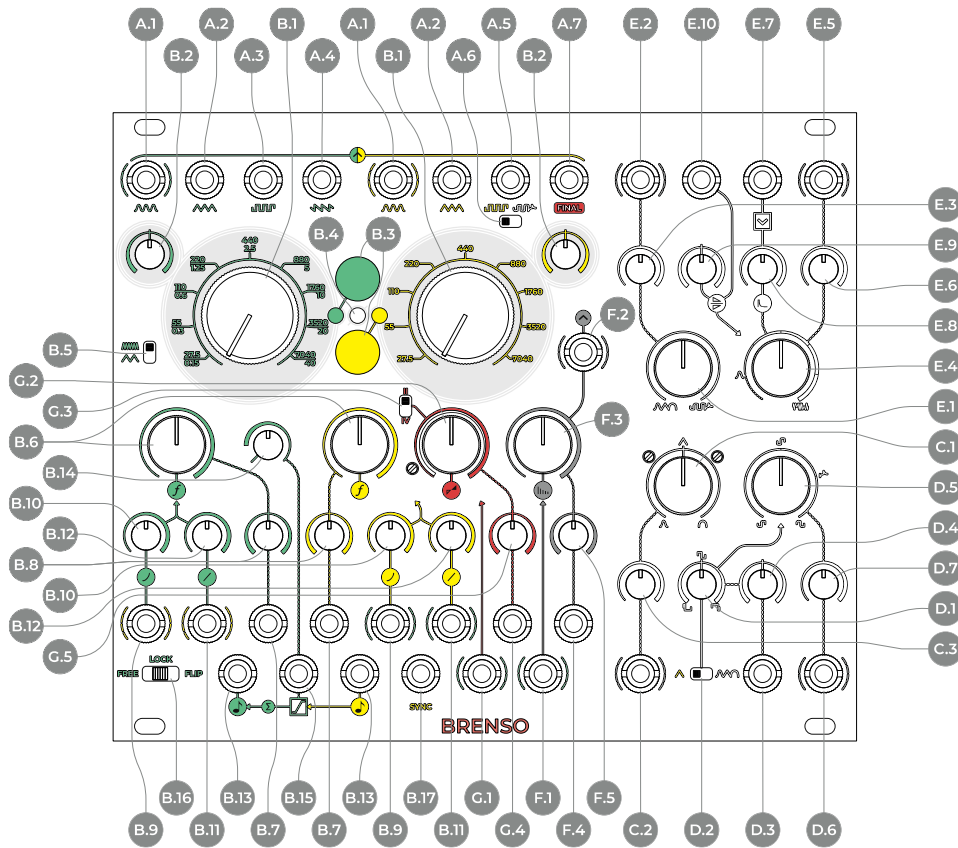 A.1 A.2 B.1 A.1 A.2 A.5 A.7 E.2 E.10 E.7 E.5
B.2 A.3 A.4 B.1 A.6 B.2
FINAL
E.3
B.4 B.3
440
2.5
220
1.25
880
5
110
0.6
1760
10
55
0.3
3520
20
27.5
0.15
7040
40
440
220
880
110
1760
55
3520
27.5
7040
E.9
E.6
F.2
E.8
B.5
G.2
E.4
G.3
E.1
B.6
F.3
C.1
B.14
D.5
f
f
B.10
D.4
B.12
B.8
D.7
B.10
D.1
B.12
G.5
C.3
FREE LOCK FLIP
Σ
SYNC
BRENSO
B.16 B.13 B.15 B.13 B.17 G.1 F.1 F.5
B.9 B.11 B.7 B.7 B.9 B.11 G.4 F.4 C.2 D.2 D.3 D.6